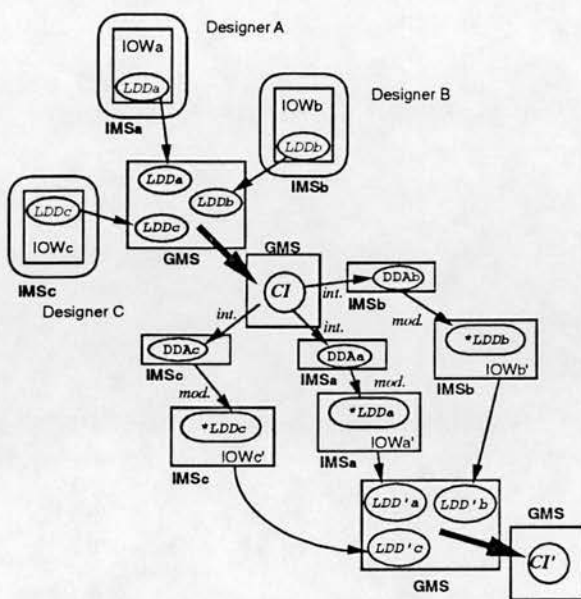 Designer A
IOWa
LDDa
IMSa
Designer B
IOWb
LDDb
IMSb
LDDc
IOWc
IMSc
Designer C
LDDa
LDDb
LDDc
GMS
GMS
CI
int.
int.
int.
DDAb
IMSb
mod.
*LDDb
IOWb'
IMSb
DDAc
IMSc
mod.
*LDDc
IOWc'
IMSc
DDAa
IMSa
mod.
*LDDa
IOWa'
IMSa
LDD'a
LDD'b
LDD'c
GMS
GMS
CI'